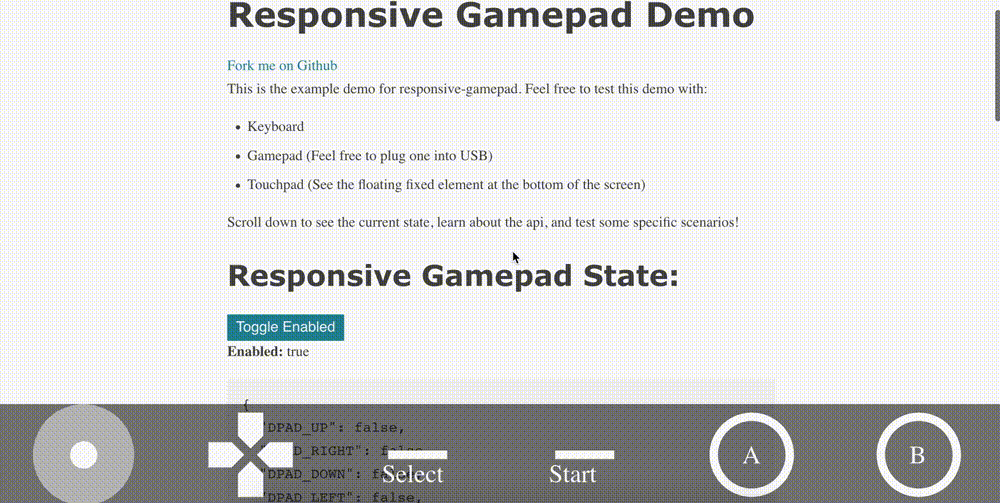 Responsive Gamepad Demo
Fork me on Github
This is the example demo for responsive-gamepad. Feel free to test this demo with:
• Keyboard
• Gamepad (Feel free to plug one into USB)
• Touchpad (See the floating fixed element at the bottom of the screen)
Scroll down to see the current state, learn about the api, and test some specific scenarios!
Responsive Gamepad State:
Toggle Enabled
Enabled: true
{
"DPAD_UP": false,
"DPAD_RIGHT": false,
"DPAD_DOWN": false,
"DPAD_LEFT": false,
Select
Start
A
B